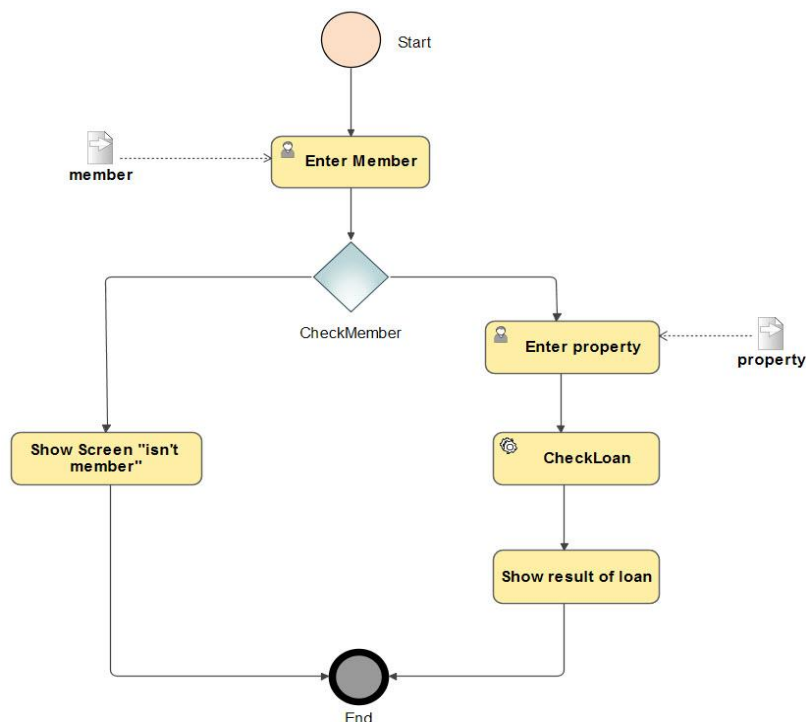 Start
Enter Member
member
CheckMember
Enter property
property
Show Screen "isn't
member"
CheckLoan
Show result of loan
End